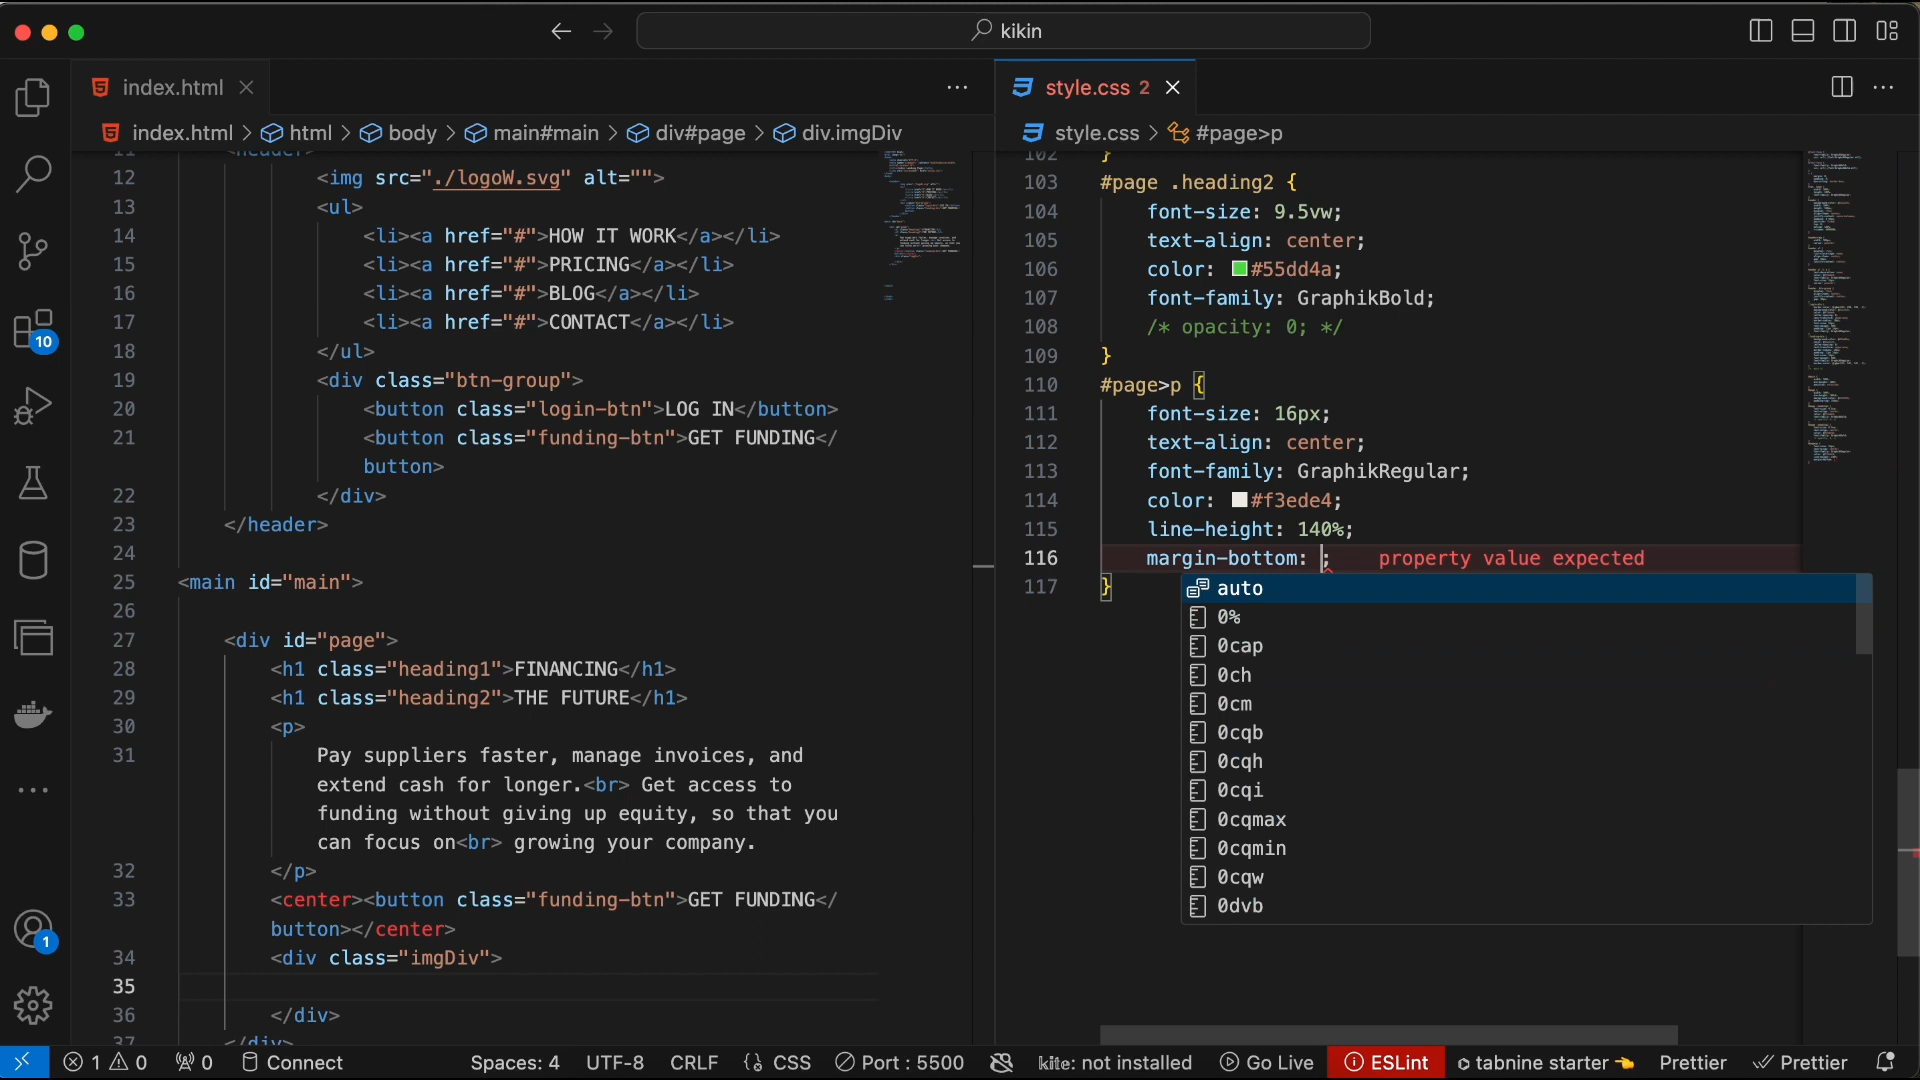 kikin
index.html
style.css 2
index.html > html > body > main#main > div#page > div.imgDiv
style.css > #page>p
12 <img src="./logoW.svg" alt="">
13 <ul>
14 <li><a href="#">HOW IT WORK</a></li>
15 <li><a href="#">PRICING</a></li>
16 <li><a href="#">BLOG</a></li>
17 <li><a href="#">CONTACT</a></li>
18 </ul>
19 <div class="btn-group">
20 <button class="login-btn">LOG IN</button>
21 <button class="funding-btn">GET FUNDING</
button>
22 </div>
23 </header>
24
25 <main id="main">
26
27 <div id="page">
28 <h1 class="heading1">FINANCING</h1>
29 <h1 class="heading2">THE FUTURE</h1>
30 <p>
31 Pay suppliers faster, manage invoices, and
extend cash for longer.<br> Get access to
funding without giving up equity, so that you
can focus on<br> growing your company.
32 </p>
33 <center><button class="funding-btn">GET FUNDING</
button></center>
34 <div class="imgDiv">
35
36 </div>
37 </div>
102 }
103 #page .heading2 {
104 font-size: 9.5vw;
105 text-align: center;
106 color: #55dd4a;
107 font-family: GraphikBold;
108 /* opacity: 0; */
109 }
110 #page>p {
111 font-size: 16px;
112 text-align: center;
113 font-family: GraphikRegular;
114 color: #f3ede4;
115 line-height: 140%;
116 margin-bottom: ; property value expected
117 }
auto
0%
0cap
0ch
0cm
0cqb
0cqh
0cqi
0cqmax
0cqmin
0cqw
0dvb
10
1
1 0 0 Connect Spaces: 4 UTF-8 CRLF {} CSS Port : 5500 kite: not installed Go Live ESLint tabnine starter Prettier Prettier